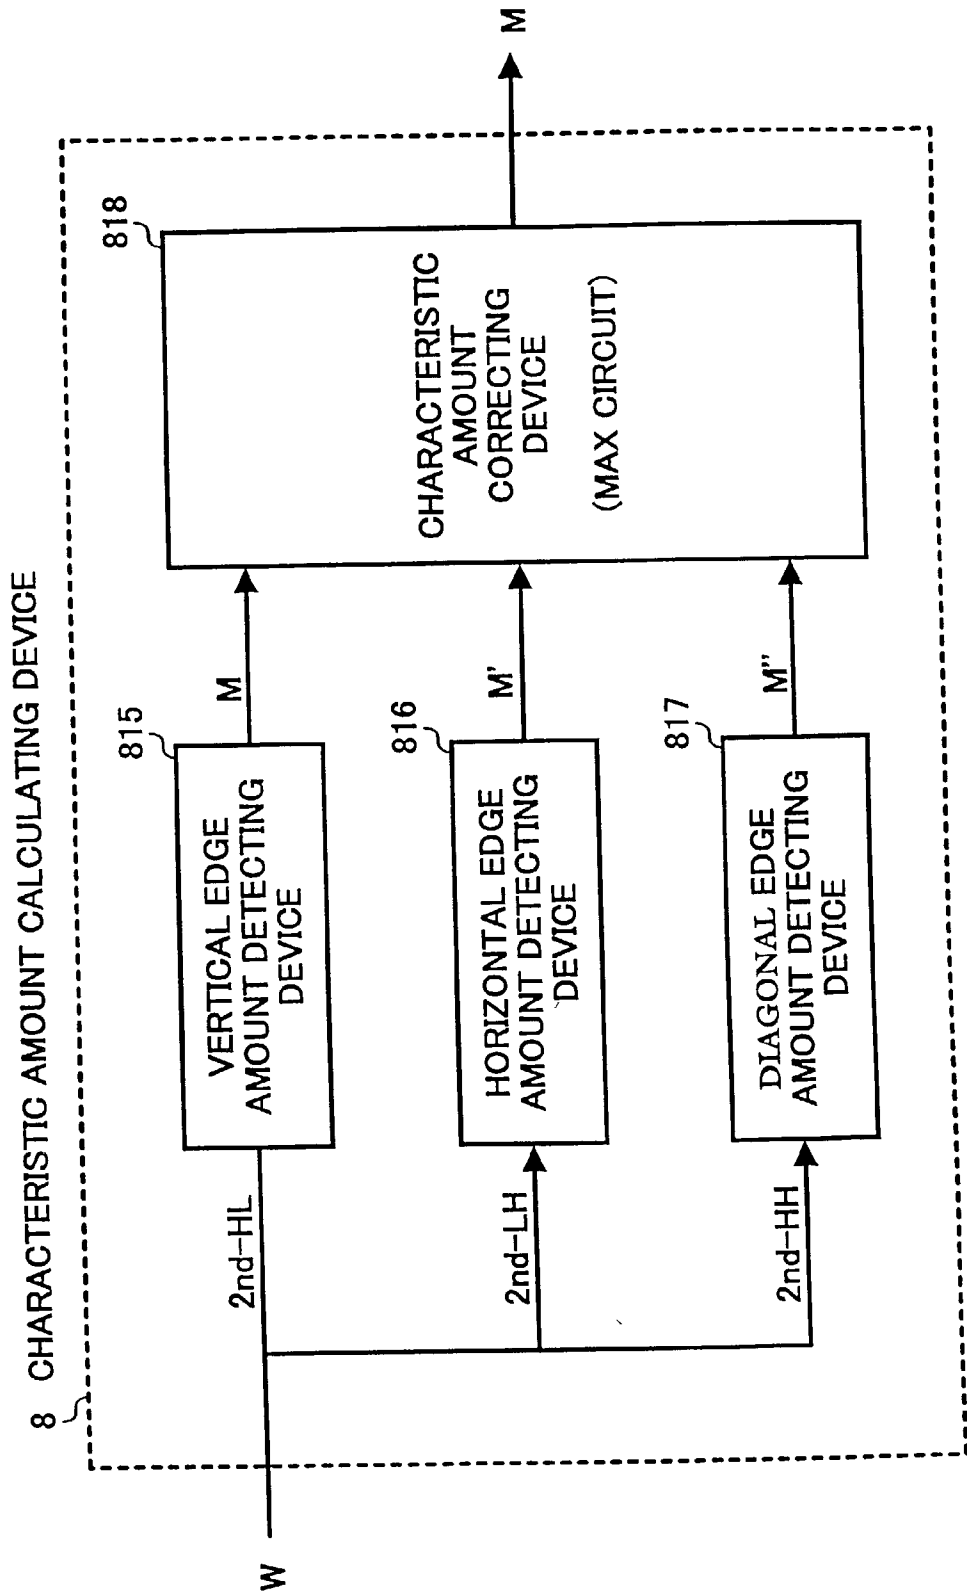 8 CHARACTERISTIC AMOUNT CALCULATING DEVICE
W
2nd-HL
815
VERTICAL EDGE
AMOUNT DETECTING
DEVICE
M
2nd-LH
816
HORIZONTAL EDGE
AMOUNT DETECTING
DEVICE
M'
2nd-HH
817
DIAGONAL EDGE
AMOUNT DETECTING
DEVICE
M"
818
CHARACTERISTIC
AMOUNT
CORRECTING
DEVICE
(MAX CIRCUIT)
M